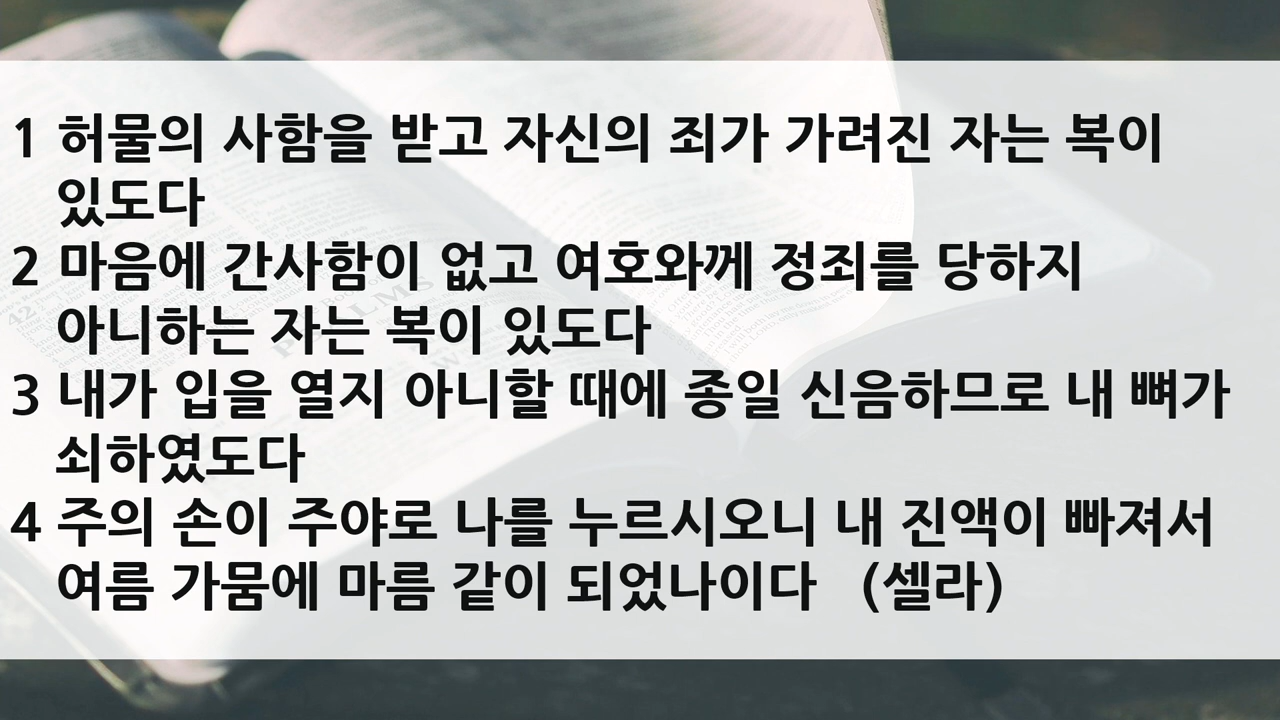 1 허물의 사함을 받고 자신의 죄가 가려진 자는 복이
있도다
2 마음에 간사함이 없고 여호와께 정죄를 당하지
아니하는 자는 복이 있도다
3 내가 입을 열지 아니할 때에 종일 신음하므로 내 뼈가
쇠하였도다
4 주의 손이 주야로 나를 누르시오니 내 진액이 빠져서
여름 가뭄에 마름 같이 되었나이다 (셀라)
PSALMS
42